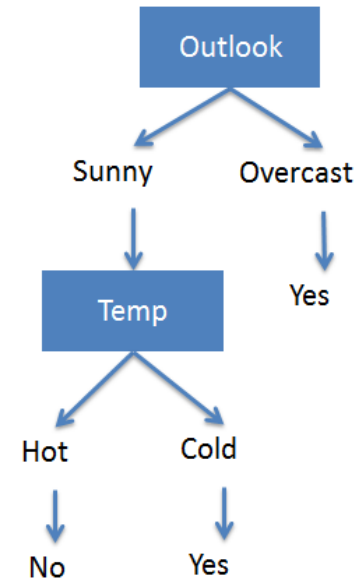 Outlook
Sunny Overcast
Yes
Temp
Hot Cold
No Yes